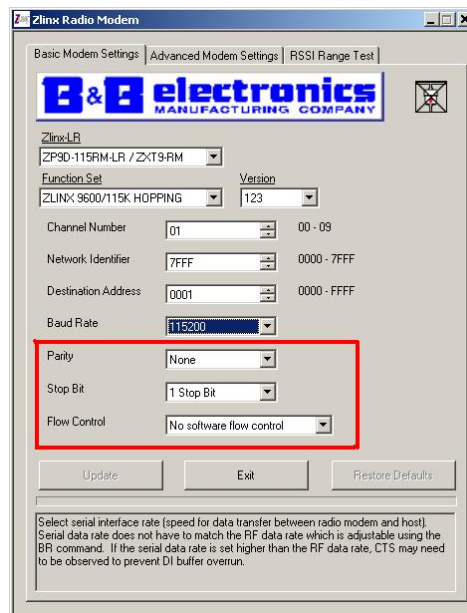 Zlinx Radio Modem
Basic Modem Settings Advanced Modem Settings RSSI Range Test
B&B electronics
MANUFACTURING COMPANY
Zlinx-LR
ZP9D-115RM-LR / ZXT9-RM
Function Set Version
ZLINX 9600/115K HOPPING 123
Channel Number 01 00 - 09
Network Identifier 7FFF 0000 - 7FFF
Destination Address 0001 0000 - FFFF
Baud Rate 115200
Parity None
Stop Bit 1 Stop Bit
Flow Control No software flow control
Update Exit Restore Defaults
Select serial interface rate (speed for data transfer between radio modem and host).
Serial data rate does not have to match the RF data rate which is adjustable using the
BR command. If the serial data rate is set higher than the RF data rate, CTS may need
to be observed to prevent DI buffer overrun.